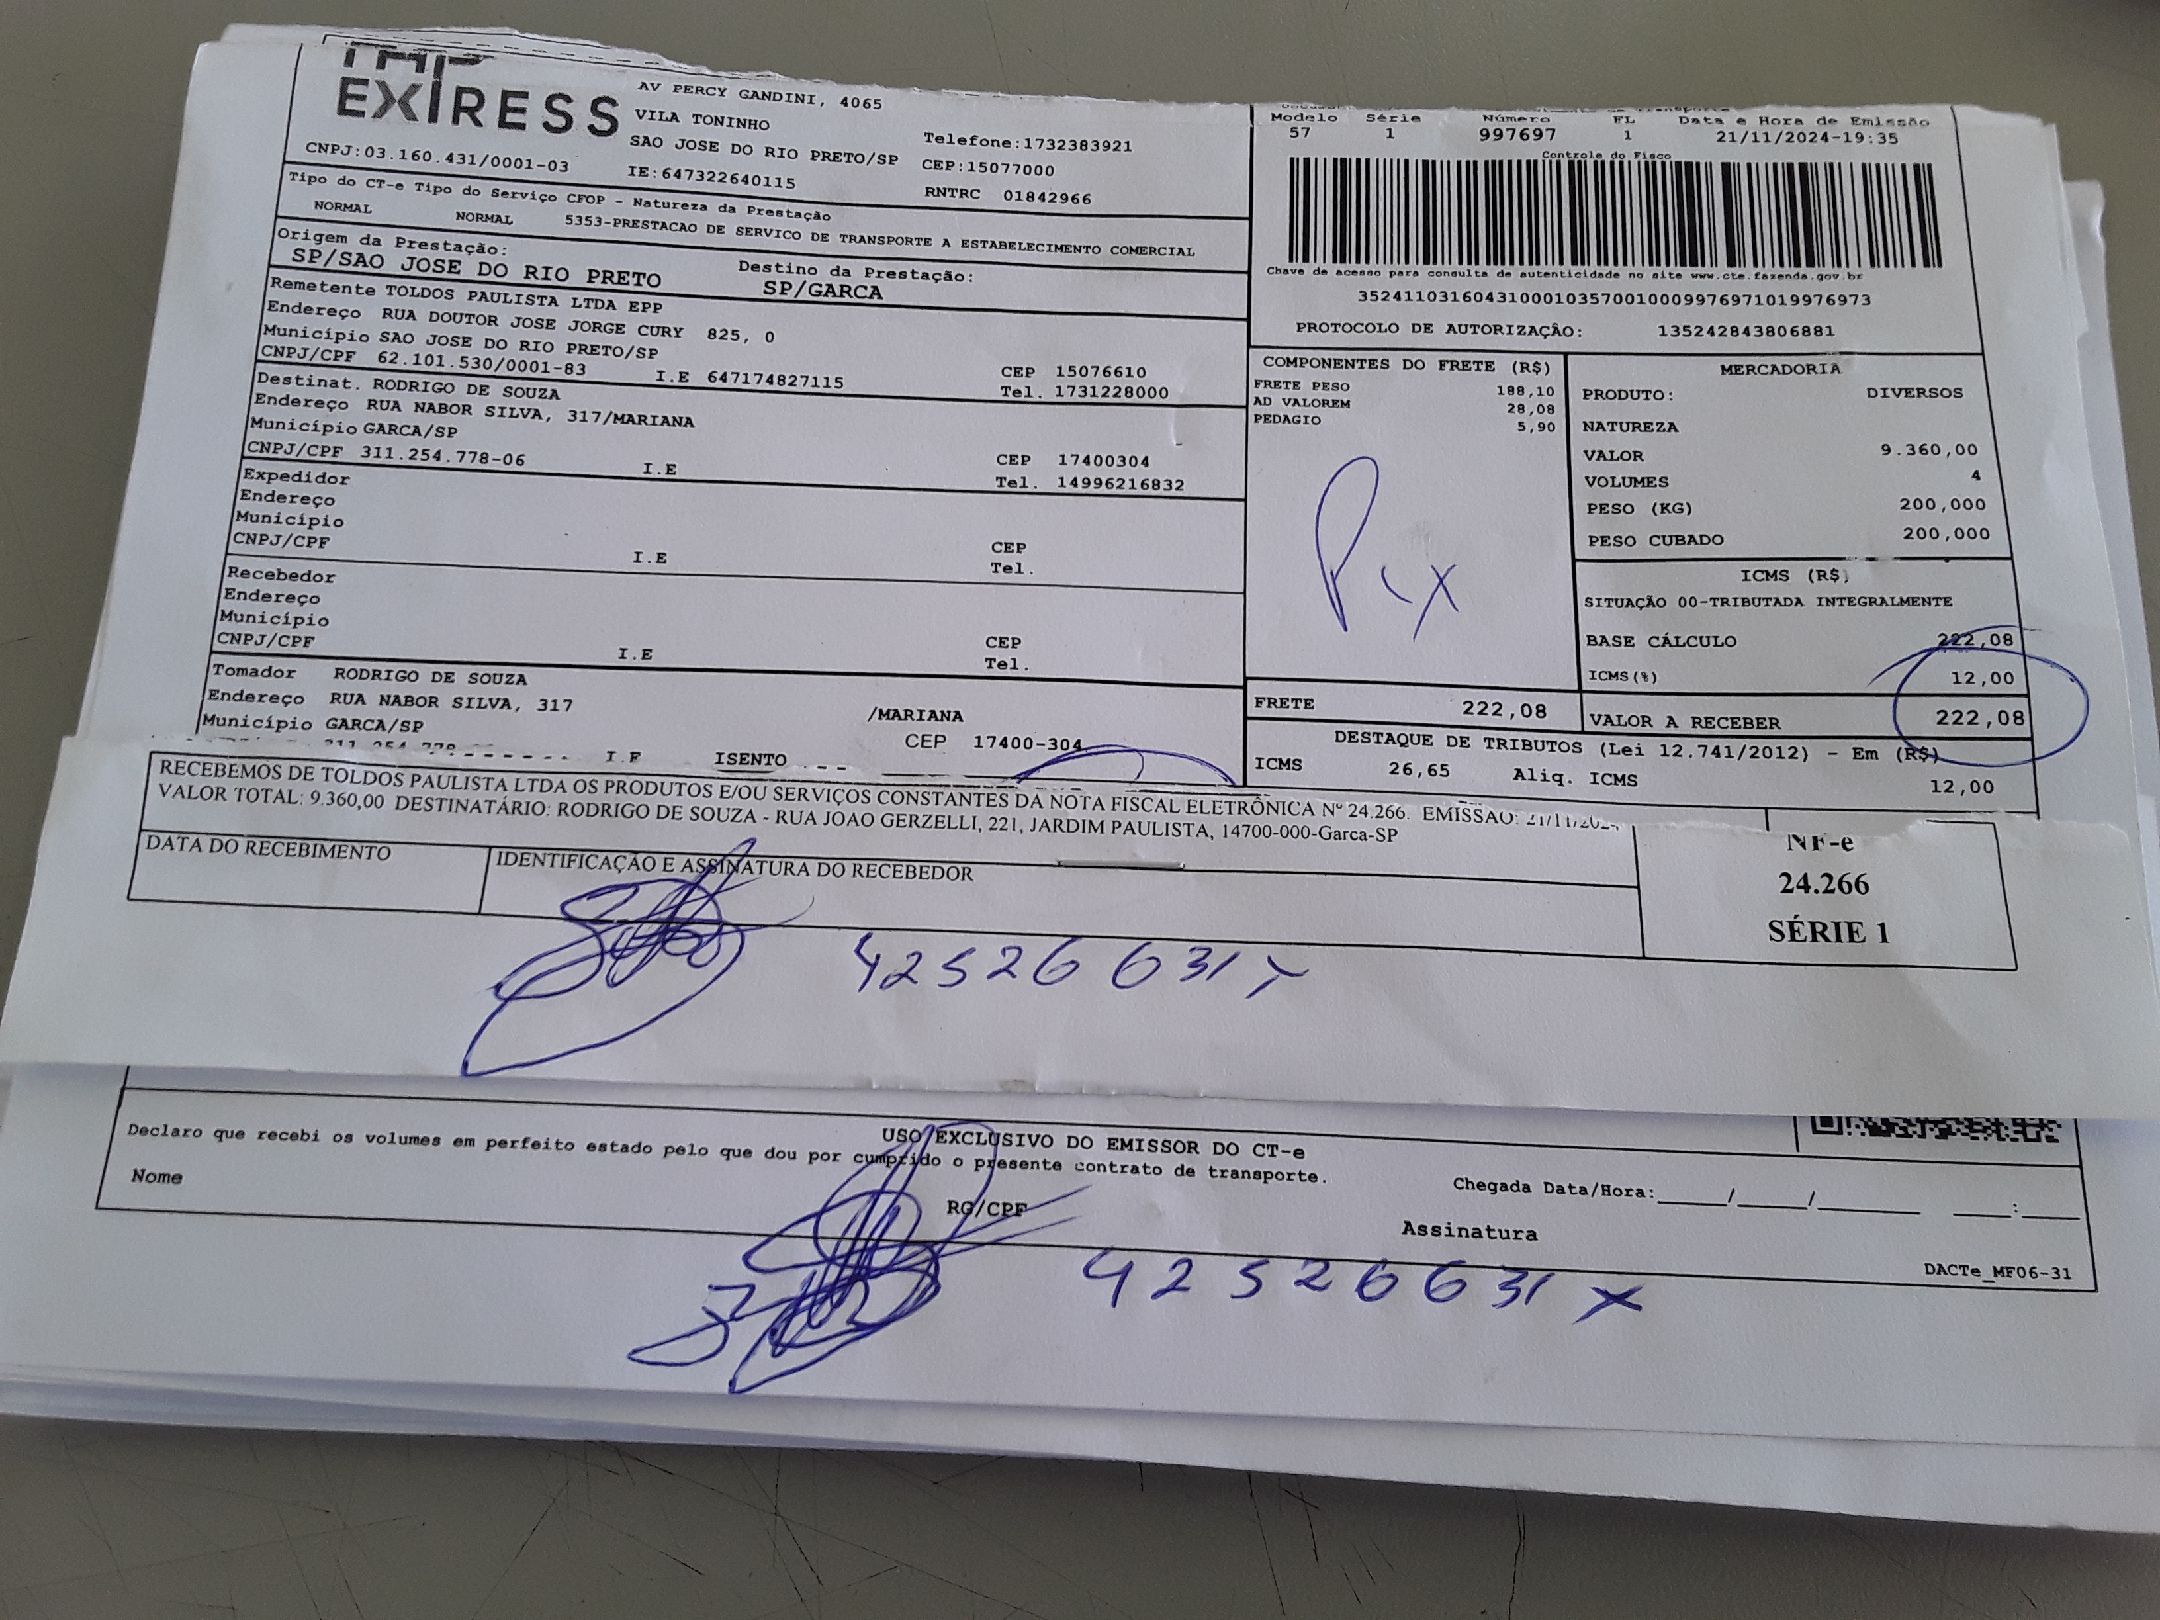 EXPRESS
AV PERCY GANDINI, 4065
VILA TONINHO
SAO JOSE DO RIO PRETO/SP
Telefone:1732383921
CEP:15077000
CNPJ:03.160.431/0001-03
IE:647322640115
RNTRC 01842966
Tipo do CT-e Tipo do Serviço CFOP - Natureza da Prestação
NORMAL NORMAL 5353-PRESTACAO DE SERVICO DE TRANSPORTE A ESTABELECIMENTO COMERCIAL
Origem da Prestação:
SP/SAO JOSE DO RIO PRETO
Destino da Prestação:
SP/GARCA
Remetente TOLDOS PAULISTA LTDA EPP
Endereço RUA DOUTOR JOSE JORGE CURY 825, 0
Município SAO JOSE DO RIO PRETO/SP
CEP 15076610
CNPJ/CPF 62.101.530/0001-83 I.E 647174827115
Tel. 1731228000
Destinat. RODRIGO DE SOUZA
Endereço RUA NABOR SILVA, 317/MARIANA
Município GARCA/SP
CEP 17400304
CNPJ/CPF 311.254.778-06 I.E
Tel. 14996216832
Expedidor
Endereço
Município
CEP
CNPJ/CPF I.E Tel.
Recebedor
Endereço
Município
CEP
CNPJ/CPF I.E Tel.
Tomador RODRIGO DE SOUZA
Endereço RUA NABOR SILVA, 317 /MARIANA
Município GARCA/SP CEP 17400-304
I.E ISENTO
Modelo Série Número FL Data e Hora de Emissão
57 1 997697 1 21/11/2024-19:35
Controle do Fisco
Chave de acesso para consulta de autenticidade no site www.cte.fazenda.gov.br
35241103160431000103570010009976971019976973
PROTOCOLO DE AUTORIZAÇÃO: 135242843806881
COMPONENTES DO FRETE (R$)
FRETE PESO 188,10
AD VALOREM 28,08
PEDAGIO 5,90
Pix
FRETE 222,08
MERCADORIA
PRODUTO: DIVERSOS
NATUREZA
VALOR 9.360,00
VOLUMES 4
PESO (KG) 200,000
PESO CUBADO 200,000
ICMS (R$)
SITUAÇÃO 00-TRIBUTADA INTEGRALMENTE
BASE CÁLCULO 222,08
ICMS(%) 12,00
VALOR A RECEBER 222,08
DESTAQUE DE TRIBUTOS (Lei 12.741/2012) - Em (R$)
ICMS 26,65 Aliq. ICMS 12,00
RECEBEMOS DE TOLDOS PAULISTA LTDA OS PRODUTOS E/OU SERVIÇOS CONSTANTES DA NOTA FISCAL ELETRÔNICA Nº 24.266. EMISSÃO: 21/11/2024
VALOR TOTAL: 9.360,00 DESTINATÁRIO: RODRIGO DE SOUZA - RUA JOAO GERZELLI, 221, JARDIM PAULISTA, 14700-000-Garca-SP
DATA DO RECEBIMENTO
IDENTIFICAÇÃO E ASSINATURA DO RECEBEDOR
NF-e
24.266
SÉRIE 1
42526631x
USO EXCLUSIVO DO EMISSOR DO CT-e
Declaro que recebi os volumes em perfeito estado pelo que dou por cumprido o presente contrato de transporte.
Nome
RG/CPF
Chegada Data/Hora:_____/_____/_______ ____:____
Assinatura
42526631x
DACTe_MF06-31